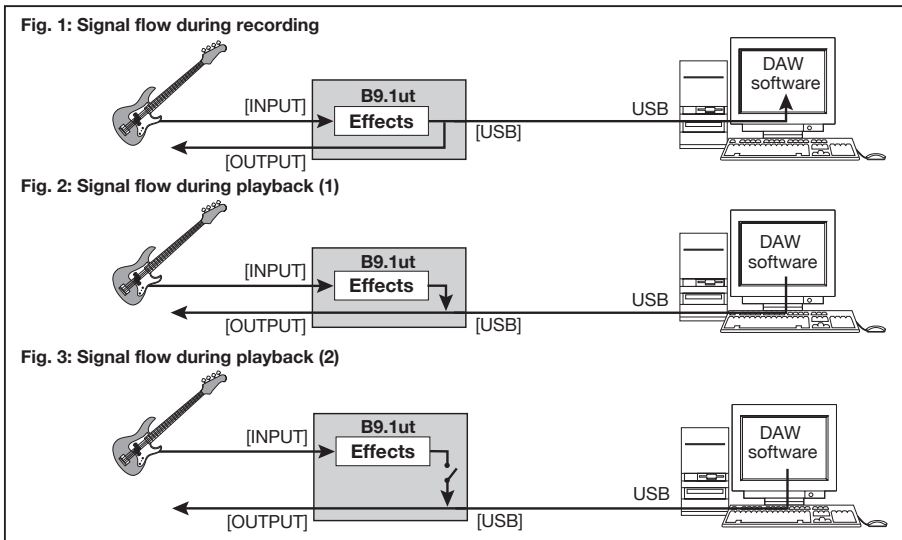 Fig. 1: Signal flow during recording
DAW
software
B9.1ut
[INPUT]
Effects
USB
[USB]
[OUTPUT]
Fig. 2: Signal flow during playback (1)
DAW
software
B9.1ut
[INPUT]
Effects
USB
[OUTPUT]
[USB]
Fig. 3: Signal flow during playback (2)
DAW
software
B9.1ut
[INPUT]
Effects
USB
[OUTPUT]
[USB]